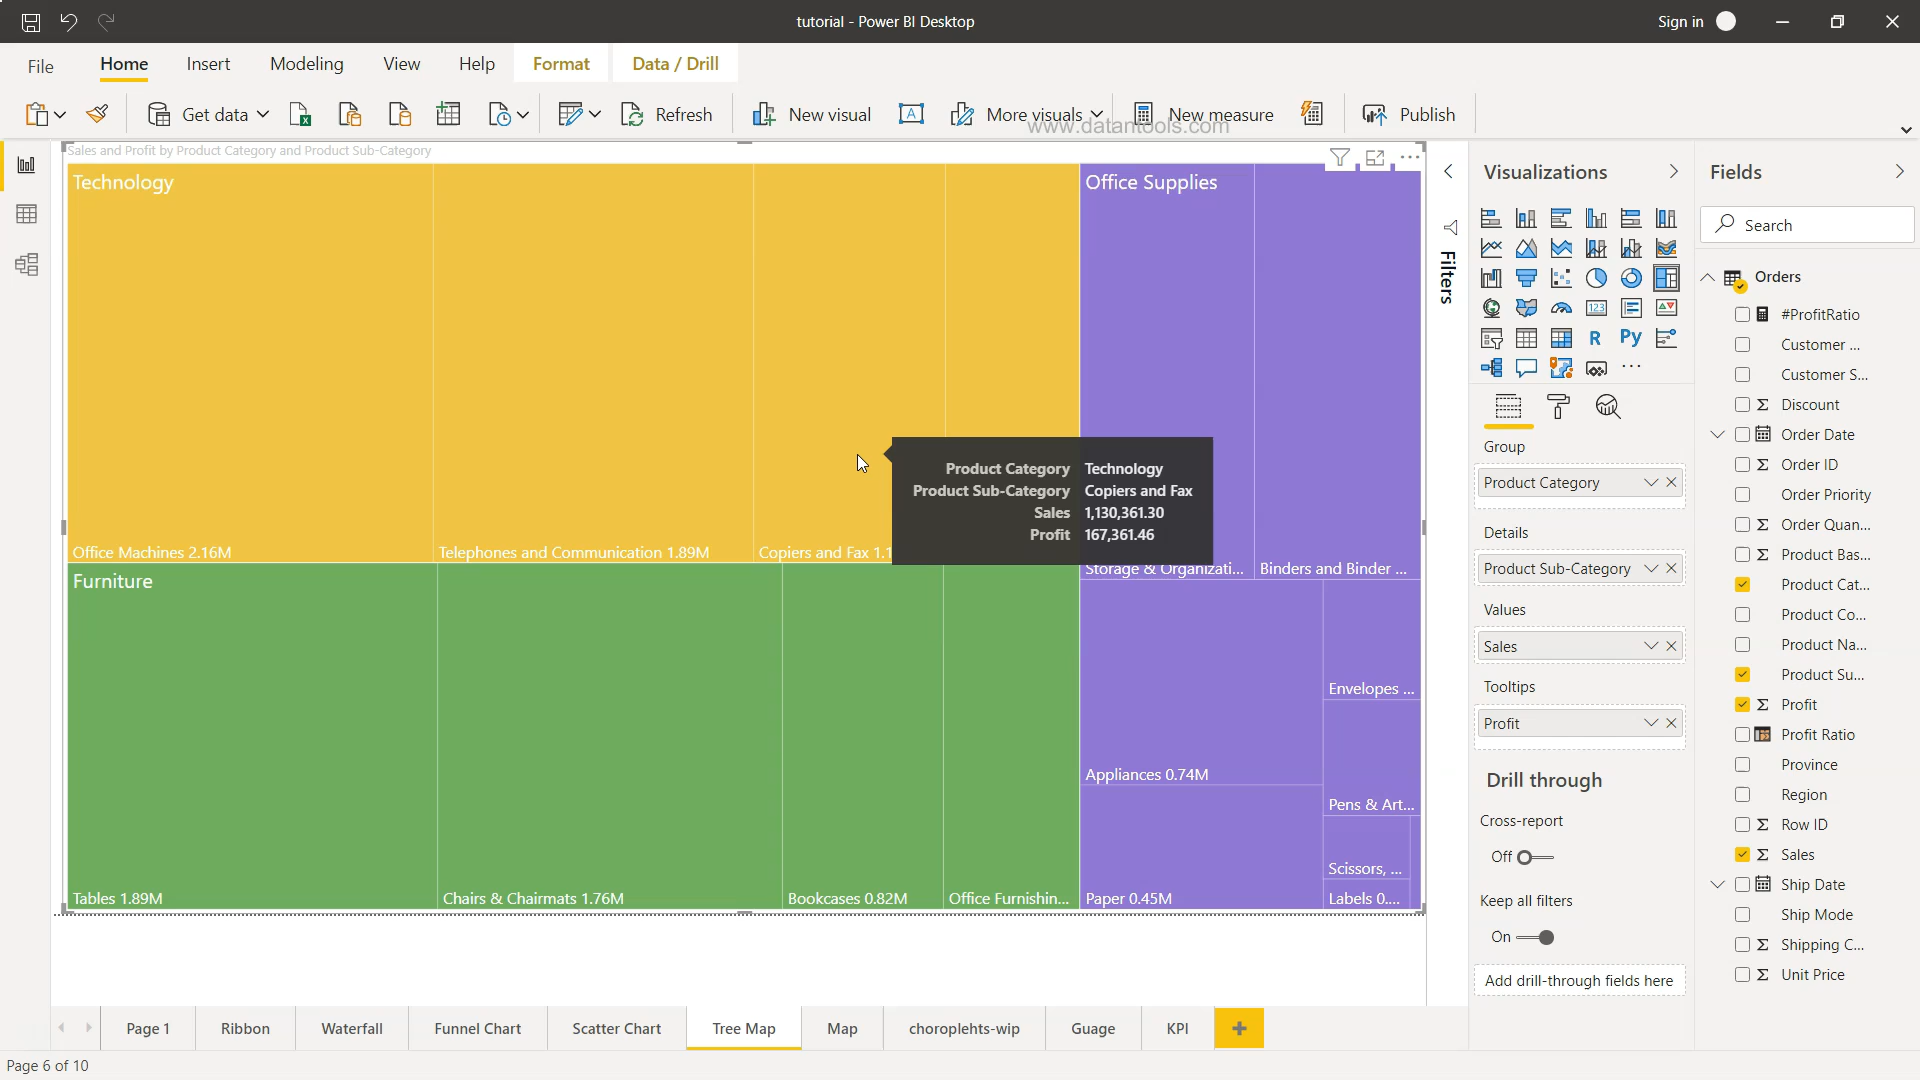 tutorial - Power BI Desktop
Sign in
File Home Insert Modeling View Help Format Data / Drill
Get data Refresh New visual More visuals New measure Publish
www.datantools.com
Sales and Profit by Product Category and Product Sub-Category
Technology
Office Machines 2.16M
Telephones and Communication 1.89M
Copiers and Fax 1.1
Furniture
Tables 1.89M
Chairs & Chairmats 1.76M
Bookcases 0.82M
Office Furnishin...
Office Supplies
Storage & Organizati...
Binders and Binder ...
Appliances 0.74M
Envelopes ...
Pens & Art...
Paper 0.45M
Scissors, ...
Labels 0....
Product Category Technology
Product Sub-Category Copiers and Fax
Sales 1,130,361.30
Profit 167,361.46
Filters
Visualizations
123
R
Py
...
Group
Product Category
Details
Product Sub-Category
Values
Sales
Tooltips
Profit
Drill through
Cross-report
Off
Keep all filters
On
Add drill-through fields here
Fields
Search
Orders
#ProfitRatio
Customer ...
Customer S...
Discount
Order Date
Order ID
Order Priority
Order Quan...
Product Bas...
Product Cat...
Product Co...
Product Na...
Product Su...
Profit
Profit Ratio
Province
Region
Row ID
Sales
Ship Date
Ship Mode
Shipping C...
Unit Price
Page 1 Ribbon Waterfall Funnel Chart Scatter Chart Tree Map Map choroplehts-wip Guage KPI +
Page 6 of 10